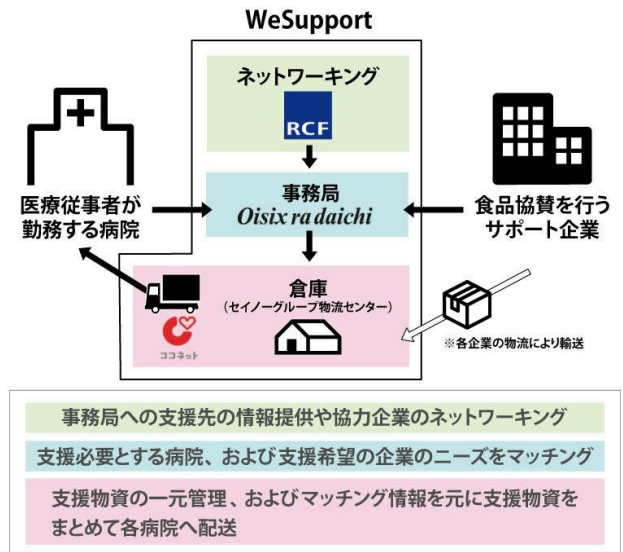 WeSupport
ネットワーキング
RCF
医療従事者が
勤務する病院
事務局
Oisix ra daichi
食品協賛を行う
サポート企業
倉庫
(セイノーグループ物流センター)
ココネット
※各企業の物流により輸送
事務局への支援先の情報提供や協力企業のネットワーキング
支援必要とする病院、および支援希望の企業のニーズをマッチング
支援物資の一元管理、およびマッチング情報を元に支援物資を
まとめて各病院へ配送